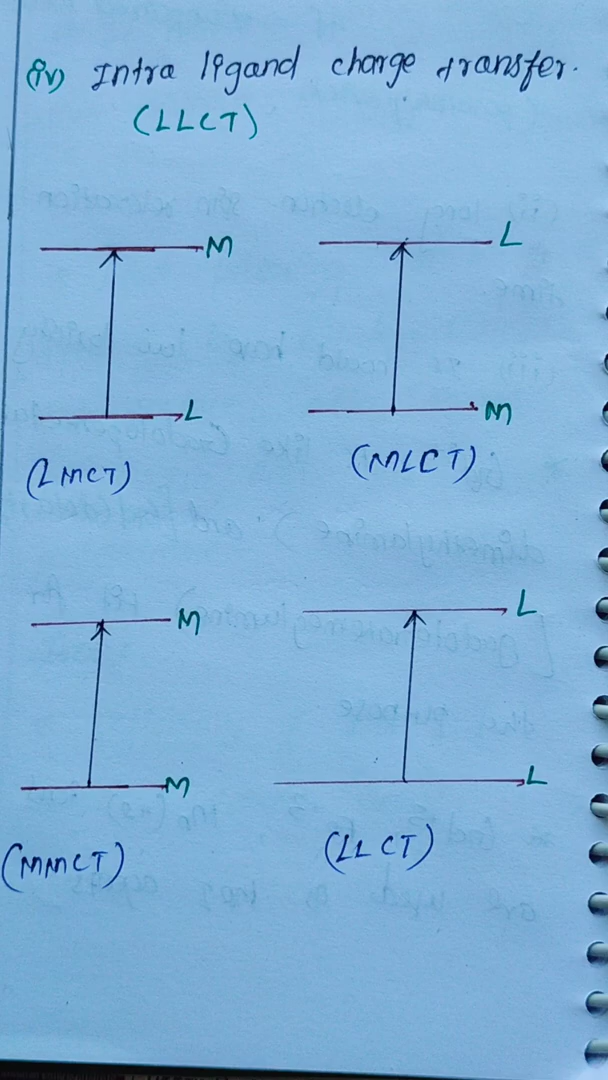 (iv) Intra ligand charge transfer.
(LLCT)
M
L
L
M
(LMCT)
(MLCT)
M
L
M
L
(MMCT)
(LLCT)